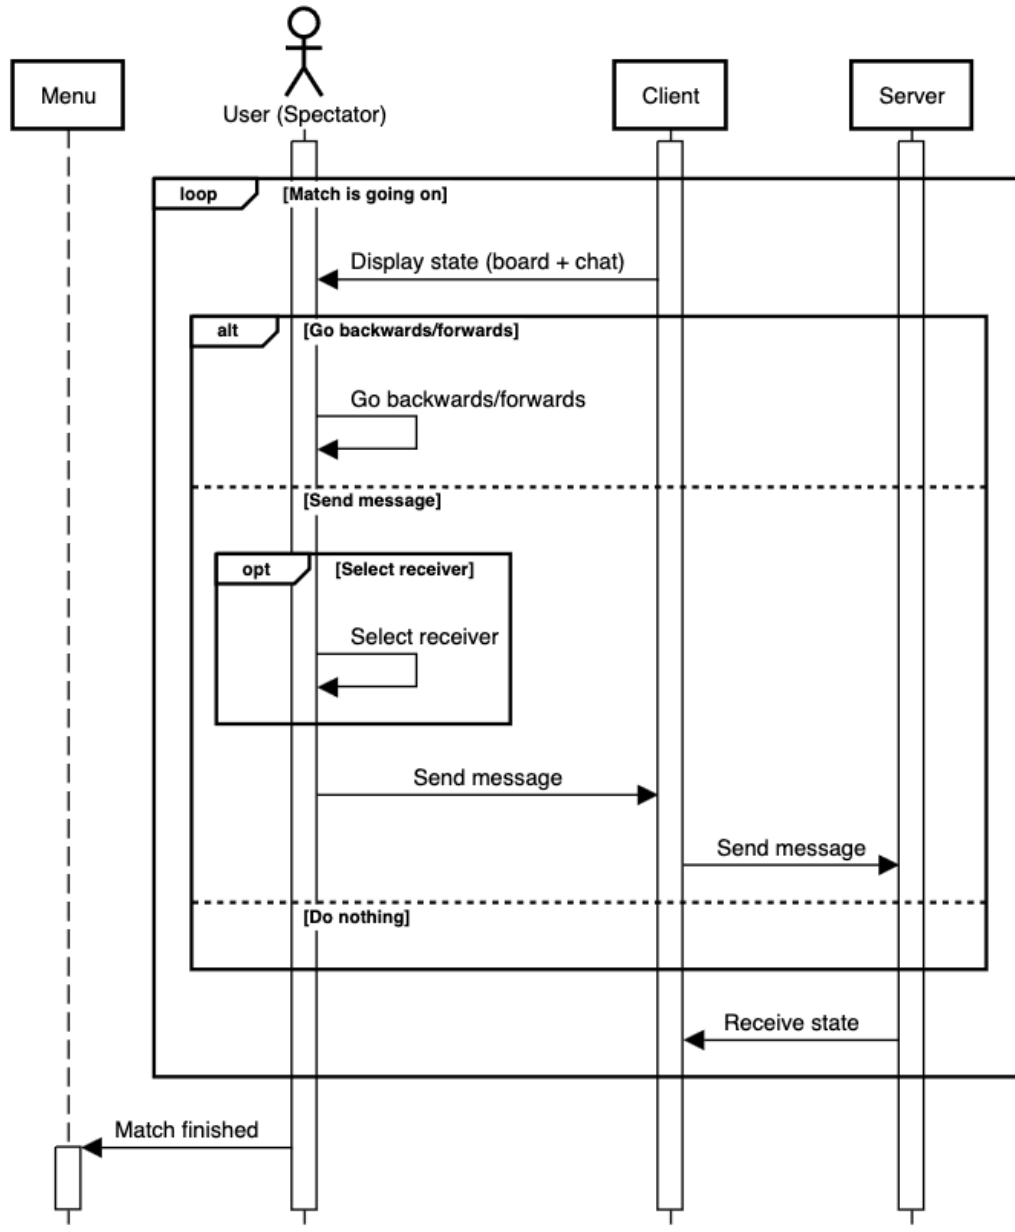 Menu
User (Spectator)
Client
Server
loop
[Match is going on]
Display state (board + chat)
alt
[Go backwards/forwards]
Go backwards/forwards
[Send message]
opt
[Select receiver]
Select receiver
Send message
Send message
[Do nothing]
Receive state
Match finished